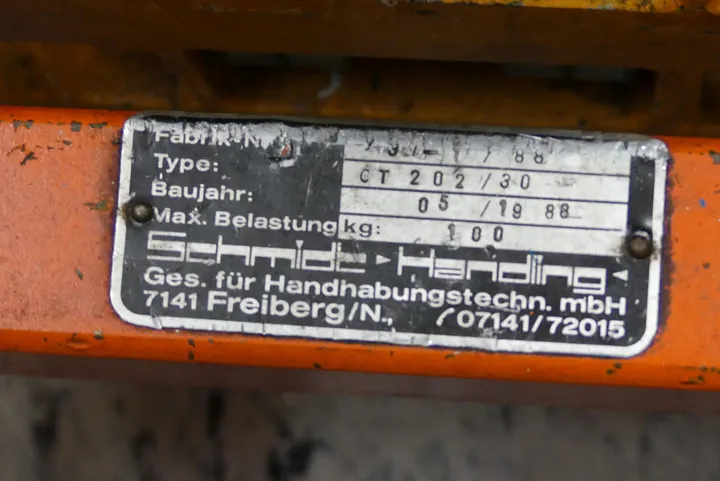 Fabrik-Nr. / 88
Type: CT 202/30
Baujahr: 05 /1988
Max. Belastung kg: 100
Schmidt-Handling
Ges. für Handhabungstechn. mbH
7141 Freiberg/N., 07141/72015